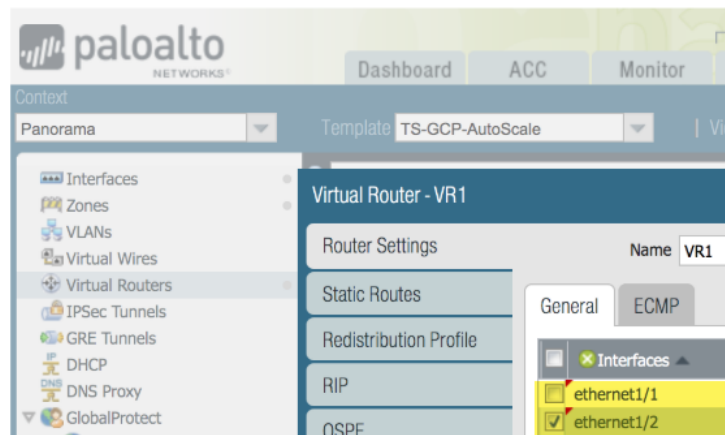 paloalto
NETWORKS®
Dashboard ACC Monitor
Context
Panorama Template TS-GCP-AutoScale
Interfaces
Zones
VLANs
Virtual Wires
Virtual Routers
IPSec Tunnels
GRE Tunnels
DHCP
DNS Proxy
GlobalProtect
Virtual Router - VR1
Router Settings
Static Routes
Redistribution Profile
RIP
OSPF
Name VR1
General ECMP
Interfaces
ethernet1/1
ethernet1/2